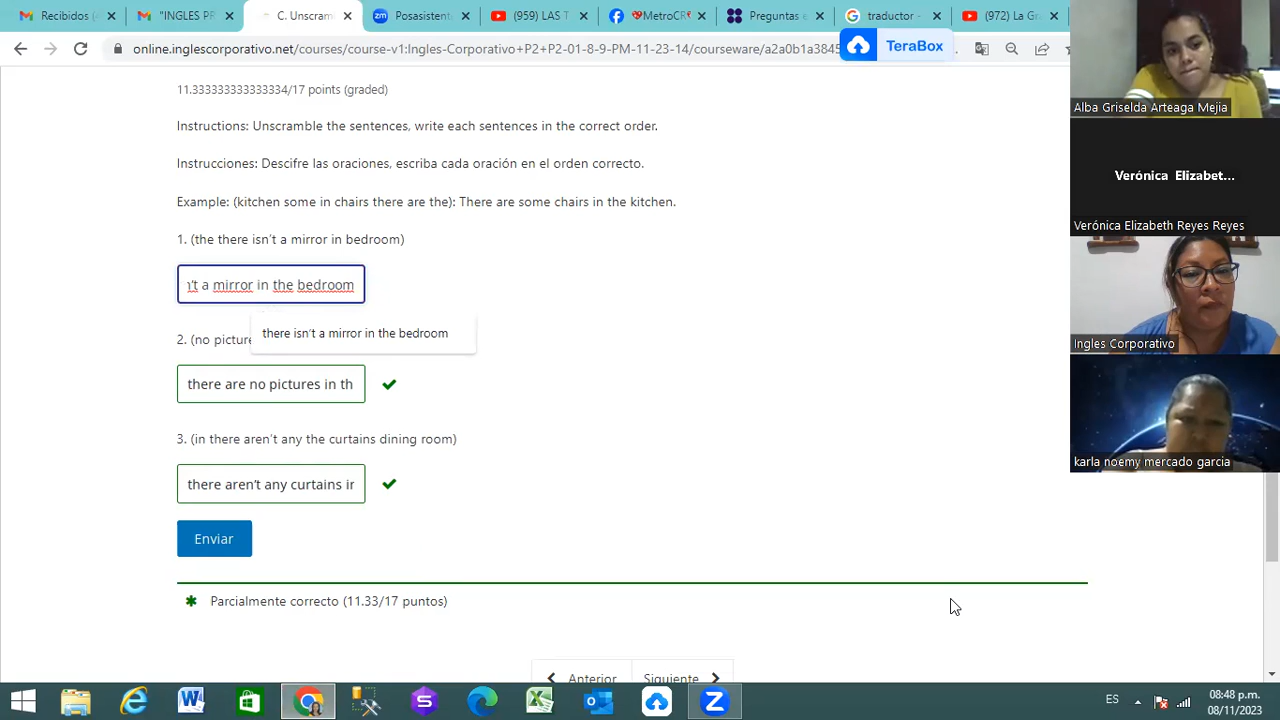 Recibidos (4
"INGLES PR
C. Unscram
Posasistente
(959) LAS T
MetroCR
Preguntas e
traductor -
(972) La Gra
online.inglescorporativo.net/courses/course-v1:Ingles-Corporativo+P2+P2-01-8-9-PM-11-23-14/courseware/a2a0b1a3845
TeraBox
11.333333333333334/17 points (graded)
Instructions: Unscramble the sentences, write each sentences in the correct order.
Instrucciones: Descifre las oraciones, escriba cada oración en el orden correcto.
Example: (kitchen some in chairs there are the): There are some chairs in the kitchen.
1. (the there isn't a mirror in bedroom)
n't a mirror in the bedroom
there isn't a mirror in the bedroom
2. (no picture
there are no pictures in th
3. (in there aren't any the curtains dining room)
there aren't any curtains in
Enviar
Parcialmente correcto (11.33/17 puntos)
Anterior
Siguiente
Alba Griselda Arteaga Mejia
Verónica Elizabet...
Verónica Elizabeth Reyes Reyes
Ingles Corporativo
karla noemy mercado garcia
ES
08:48 p.m.
08/11/2023